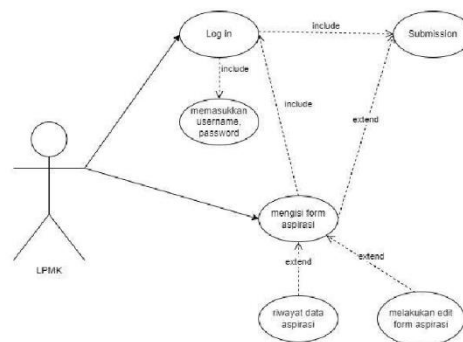 Log in
include
Submission
include
memasukkan
username,
password
include
extend
mengisi form
aspirasi
LPMK
extend
extend
riwayat data
aspirasi
melakukan edit
form aspirasi